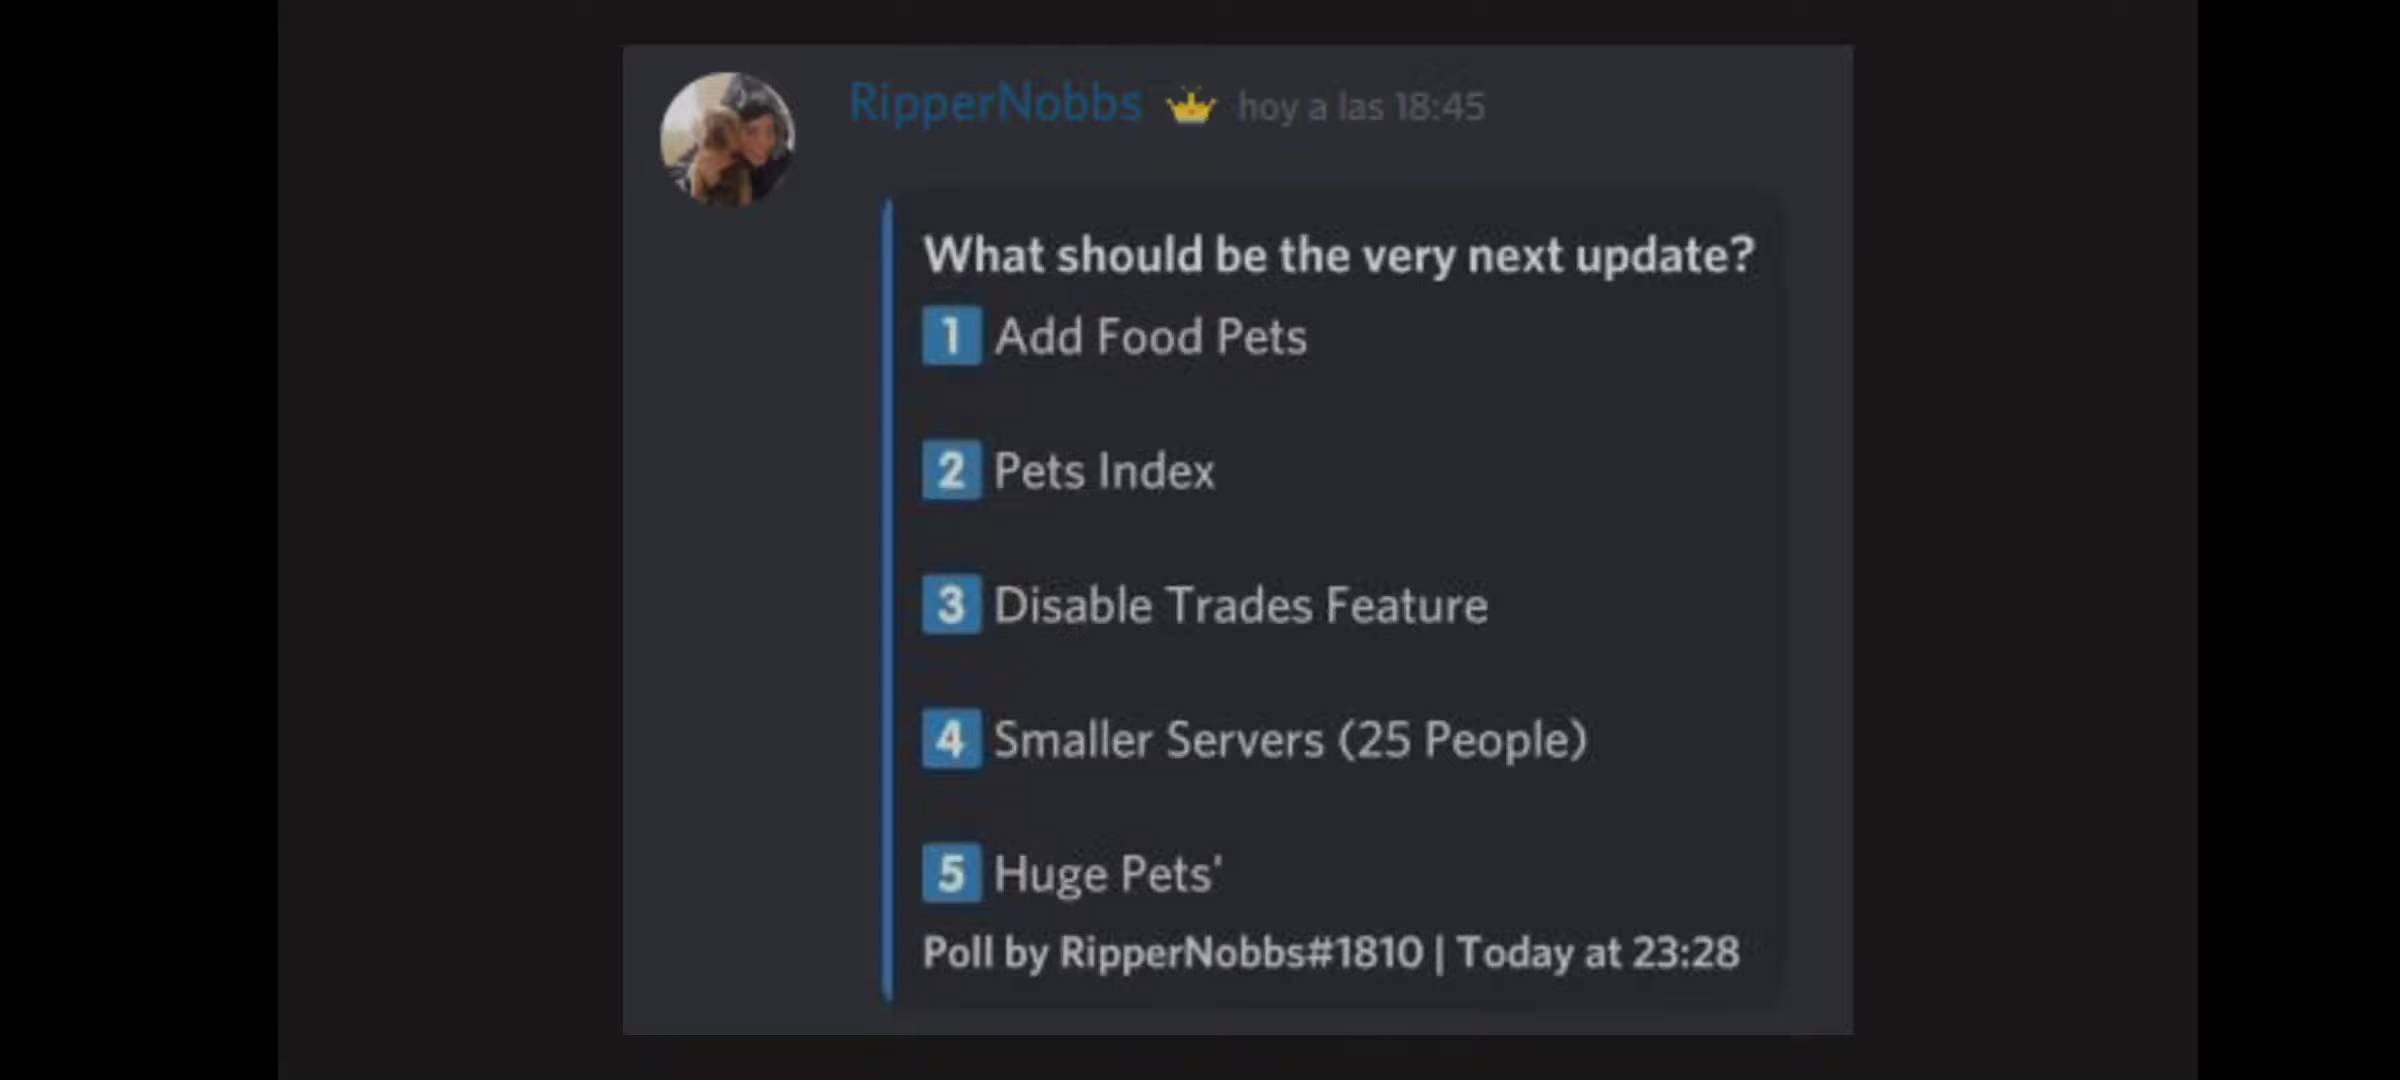 RipperNobbs hoy a las 18:45
What should be the very next update?
1 Add Food Pets
2 Pets Index
3 Disable Trades Feature
4 Smaller Servers (25 People)
5 Huge Pets'
Poll by RipperNobbs#1810 | Today at 23:28